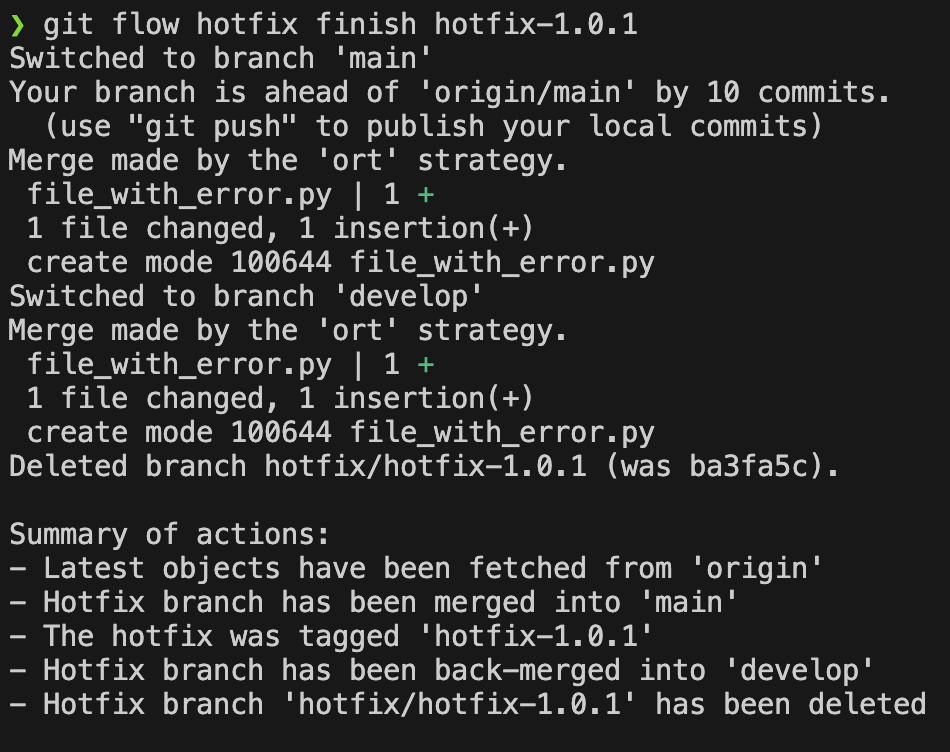 ❯ git flow hotfix finish hotfix-1.0.1
Switched to branch 'main'
Your branch is ahead of 'origin/main' by 10 commits.
  (use "git push" to publish your local commits)
Merge made by the 'ort' strategy.
 file_with_error.py | 1 +
 1 file changed, 1 insertion(+)
 create mode 100644 file_with_error.py
Switched to branch 'develop'
Merge made by the 'ort' strategy.
 file_with_error.py | 1 +
 1 file changed, 1 insertion(+)
 create mode 100644 file_with_error.py
Deleted branch hotfix/hotfix-1.0.1 (was ba3fa5c).

Summary of actions:
- Latest objects have been fetched from 'origin'
- Hotfix branch has been merged into 'main'
- The hotfix was tagged 'hotfix-1.0.1'
- Hotfix branch has been back-merged into 'develop'
- Hotfix branch 'hotfix/hotfix-1.0.1' has been deleted